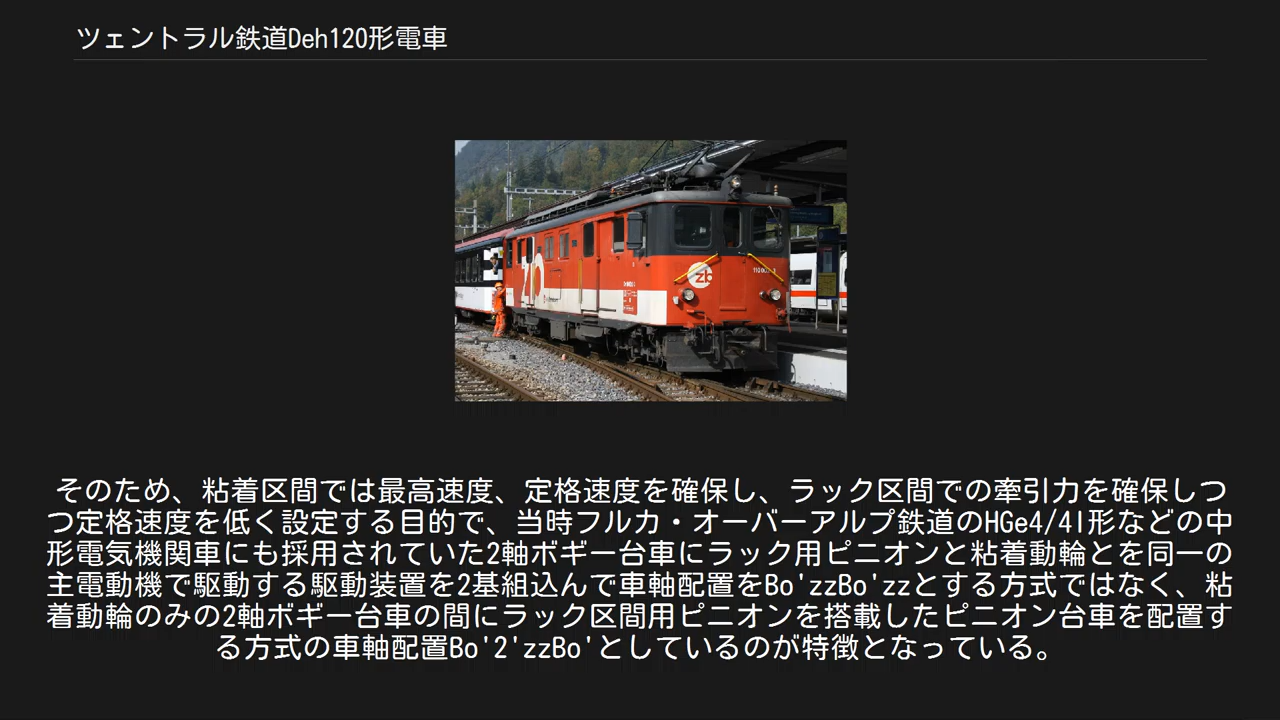 ツェントラル鉄道Deh120形電車
zb
そのため、粘着区間では最高速度、定格速度を確保し、ラック区間での牽引力を確保しつ
つ定格速度を低く設定する目的で、当時フルカ・オーバーアルプ鉄道のHGe4/4I形などの中
形電気機関車にも採用されていた2軸ボギー台車にラック用ピニオンと粘着動輪とを同一の
主電動機で駆動する駆動装置を2基組込んで車軸配置をBo'zzBo'zzとする方式ではなく、粘
着動輪のみの2軸ボギー台車の間にラック区間用ピニオンを搭載したピニオン台車を配置す
る方式の車軸配置Bo'2'zzBo'としているのが特徴となっている。